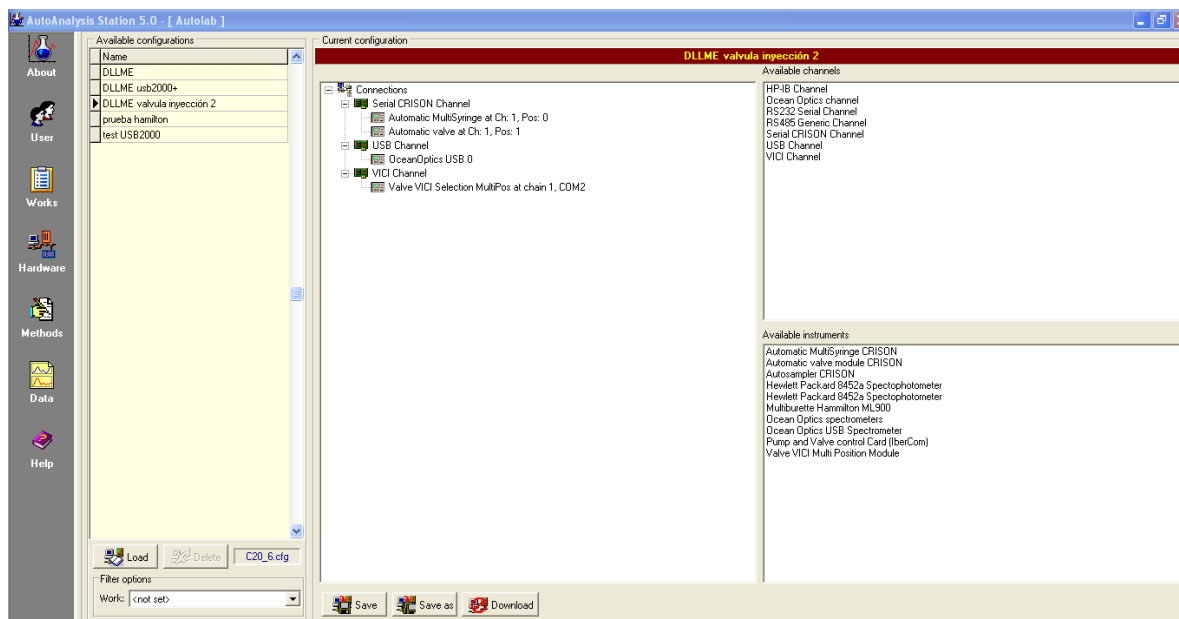 AutoAnalysis Station 5.0 - [ Autolab ]
About
User
Works
Hardware
Methods
Data
Help
Available configurations
Name
DLLME
DLLME usb2000+
DLLME valvula inyección 2
prueba hamilton
test USB2000
Load
Delete
C20_6.cfg
Filter options
Work: <not set>
Current configuration
DLLME valvula inyección 2
Connections
Serial CRISON Channel
Automatic MultiSyringe at Ch: 1, Pos: 0
Automatic valve at Ch: 1, Pos: 1
USB Channel
OceanOptics USB 0
VICI Channel
Valve VICI Selection MultiPos at chain 1, COM2
Save
Save as
Download
Available channels
HP-IB Channel
Ocean Optics channel
RS232 Serial Channel
RS485 Generic Channel
Serial CRISON Channel
USB Channel
VICI Channel
Available instruments
Automatic MultiSyringe CRISON
Automatic valve module CRISON
Autosampler CRISON
Hewlett Packard 8452a Spectophotometer
Hewlett Packard 8452a Spectophotometer
Multiburette Hammilton ML900
Ocean Optics spectrometers
Ocean Optics USB Spectrometer
Pump and Valve control Card (IberCom)
Valve VICI Multi Position Module